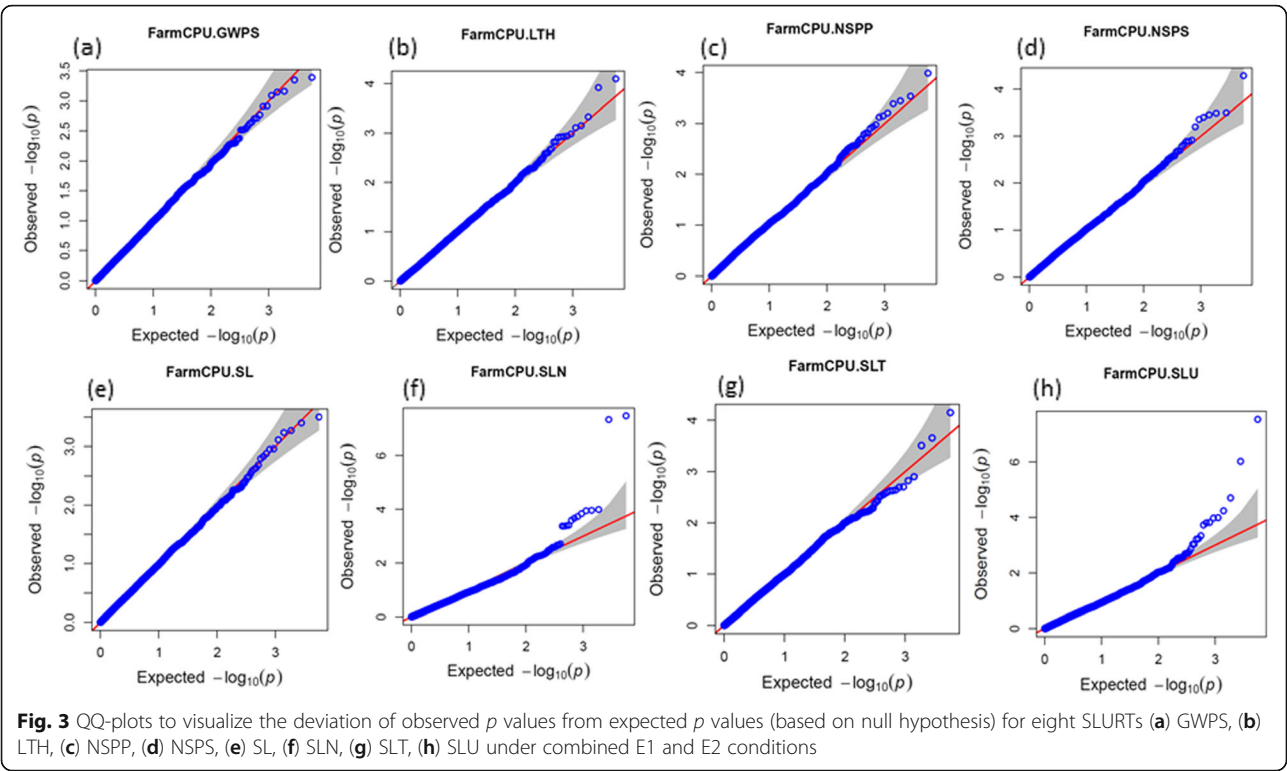 (a) FarmCPU.GWPS
Observed −log10(p)
3.5
3.0
2.5
2.0
1.5
1.0
0.5
0.0
0 1 2 3
Expected −log10(p)
(b) FarmCPU.LTH
Observed −log10(p)
4
3
2
1
0
0 1 2 3
Expected −log10(p)
(c) FarmCPU.NSPP
Observed −log10(p)
4
3
2
1
0
0 1 2 3
Expected −log10(p)
(d) FarmCPU.NSPS
Observed −log10(p)
4
3
2
1
0
0 1 2 3
Expected −log10(p)
(e) FarmCPU.SL
Observed −log10(p)
3.0
2.0
1.0
0.0
0 1 2 3
Expected −log10(p)
(f) FarmCPU.SLN
Observed −log10(p)
6
4
2
0
0 1 2 3
Expected −log10(p)
(g) FarmCPU.SLT
Observed −log10(p)
4
3
2
1
0
0 1 2 3
Expected −log10(p)
(h) FarmCPU.SLU
Observed −log10(p)
6
4
2
0
0 1 2 3
Expected −log10(p)
Fig. 3 QQ-plots to visualize the deviation of observed p values from expected p values (based on null hypothesis) for eight SLURTs (a) GWPS, (b)
LTH, (c) NSPP, (d) NSPS, (e) SL, (f) SLN, (g) SLT, (h) SLU under combined E1 and E2 conditions